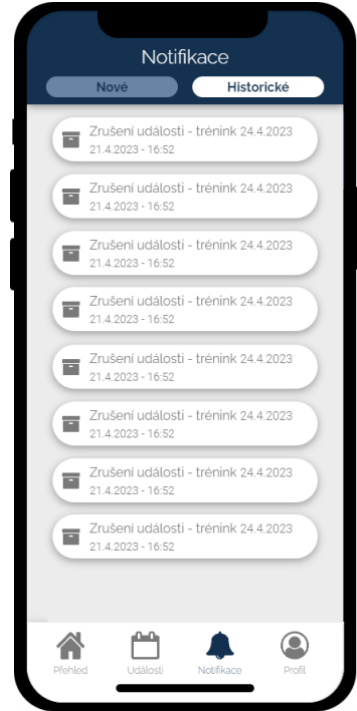 Notifikace
Nové
Historické
Zrušení události - trénink 24.4.2023
21.4.2023 - 16:52
Zrušení události - trénink 24.4.2023
21.4.2023 - 16:52
Zrušení události - trénink 24.4.2023
21.4.2023 - 16:52
Zrušení události - trénink 24.4.2023
21.4.2023 - 16:52
Zrušení události - trénink 24.4.2023
21.4.2023 - 16:52
Zrušení události - trénink 24.4.2023
21.4.2023 - 16:52
Zrušení události - trénink 24.4.2023
21.4.2023 - 16:52
Zrušení události - trénink 24.4.2023
21.4.2023 - 16:52
Přehled
Události
Notifikace
Profil